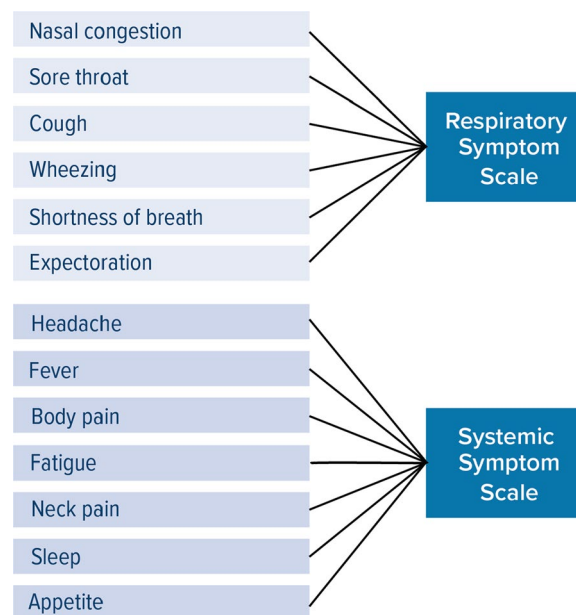 Nasal congestion
Sore throat
Cough
Wheezing
Shortness of breath
Expectoration
Respiratory
Symptom
Scale
Headache
Fever
Body pain
Fatigue
Neck pain
Sleep
Appetite
Systemic
Symptom
Scale